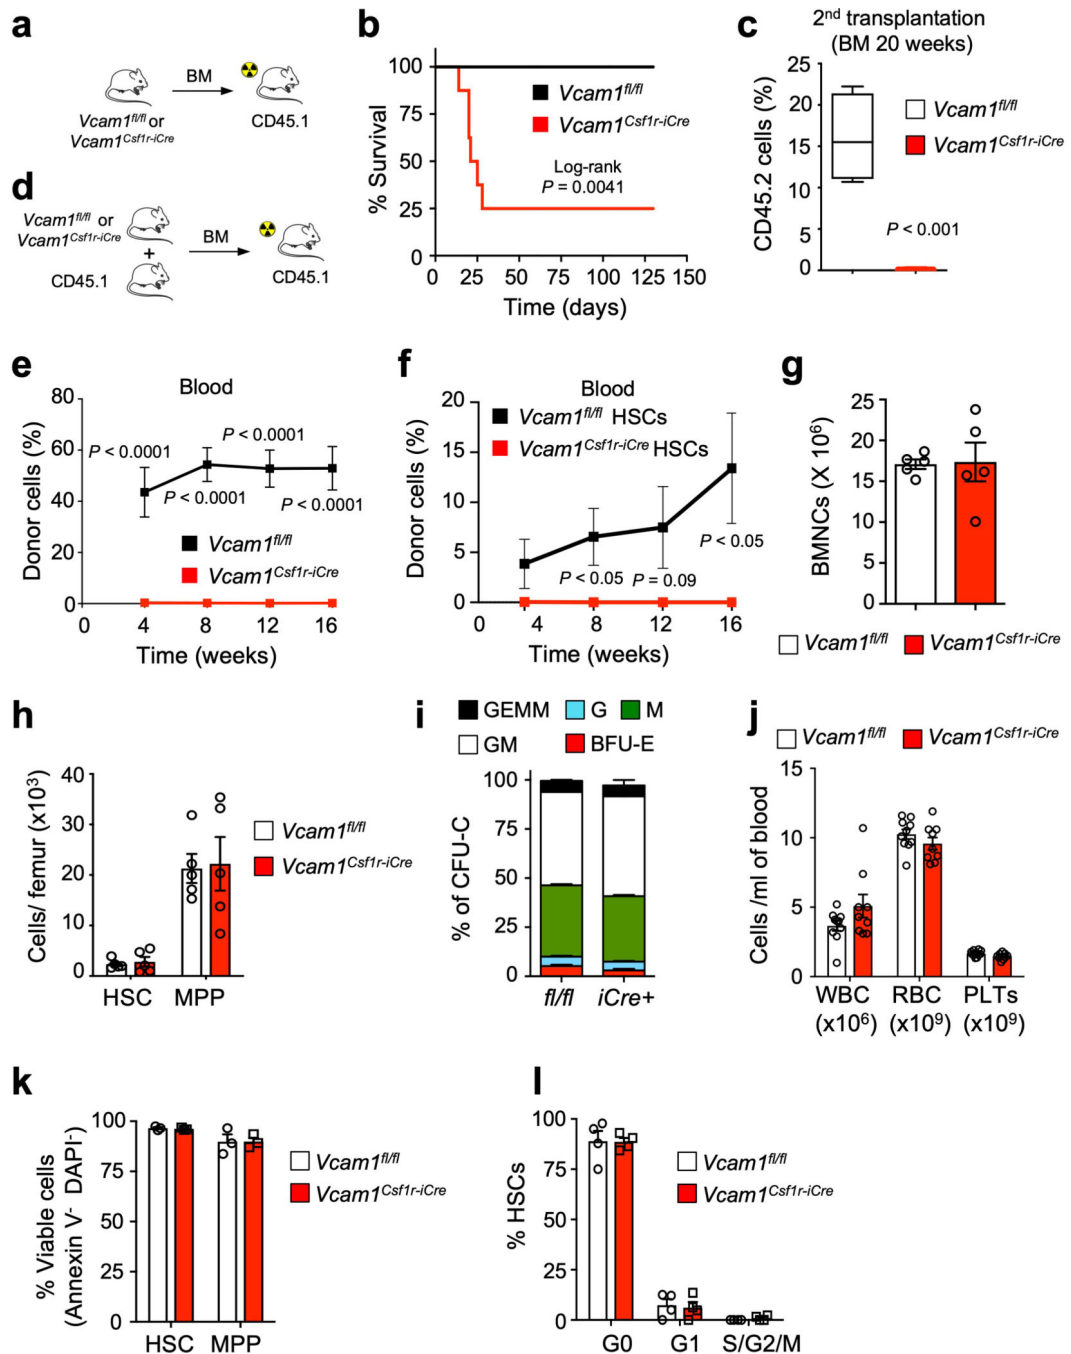 a
BM
Vcam1fl/fl or
Vcam1Csf1r-iCre
CD45.1
b
% Survival
100
75
50
25
0
Vcam1fl/fl
Vcam1Csf1r-iCre
Log-rank
P = 0.0041
0 25 50 75 100 125 150
Time (days)
c
2nd transplantation
(BM 20 weeks)
CD45.2 cells (%)
25
20
15
10
5
0
Vcam1fl/fl
Vcam1Csf1r-iCre
P < 0.001
d
Vcam1fl/fl or
Vcam1Csf1r-iCre
+
CD45.1
BM
CD45.1
e
Blood
Donor cells (%)
80
60
40
20
0
P < 0.0001
P < 0.0001
P < 0.0001
P < 0.0001
Vcam1fl/fl
Vcam1Csf1r-iCre
0 4 8 12 16
Time (weeks)
f
Blood
Donor cells (%)
20
15
10
5
0
Vcam1fl/fl HSCs
Vcam1Csf1r-iCre HSCs
P < 0.05
P < 0.05 P = 0.09
0 4 8 12 16
Time (weeks)
g
BMNCs (X 10⁶)
25
20
15
10
5
0
Vcam1fl/fl Vcam1Csf1r-iCre
h
Cells/ femur (x10³)
40
30
20
10
0
Vcam1fl/fl
Vcam1Csf1r-iCre
HSC MPP
i
GEMM G M
GM BFU-E
% of CFU-C
100
75
50
25
0
fl/fl iCre+
j
Vcam1fl/fl Vcam1Csf1r-iCre
Cells /ml of blood
15
10
5
0
WBC RBC PLTs
(x10⁶) (x10⁹) (x10⁹)
k
% Viable cells
(Annexin V⁻ DAPI⁻)
100
75
50
25
0
Vcam1fl/fl
Vcam1Csf1r-iCre
HSC MPP
l
% HSCs
100
75
50
25
0
Vcam1fl/fl
Vcam1Csf1r-iCre
G0 G1 S/G2/M